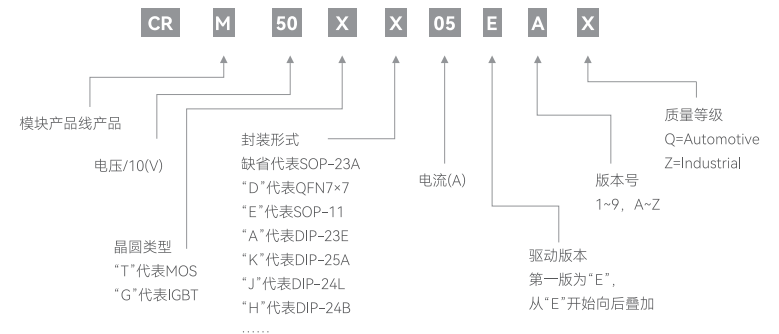 CR M 50 X X 05 E A X
模块产品线产品
电压/10(V)
晶圆类型
“T”代表MOS
“G”代表IGBT
封装形式
缺省代表SOP-23A
“D”代表QFN7×7
“E”代表SOP-11
“A”代表DIP-23E
“K”代表DIP-25A
“J”代表DIP-24L
“H”代表DIP-24B
......
电流(A)
驱动版本
第一版为“E”，
从“E”开始向后叠加
版本号
1~9，A~Z
质量等级
Q=Automotive
Z=Industrial